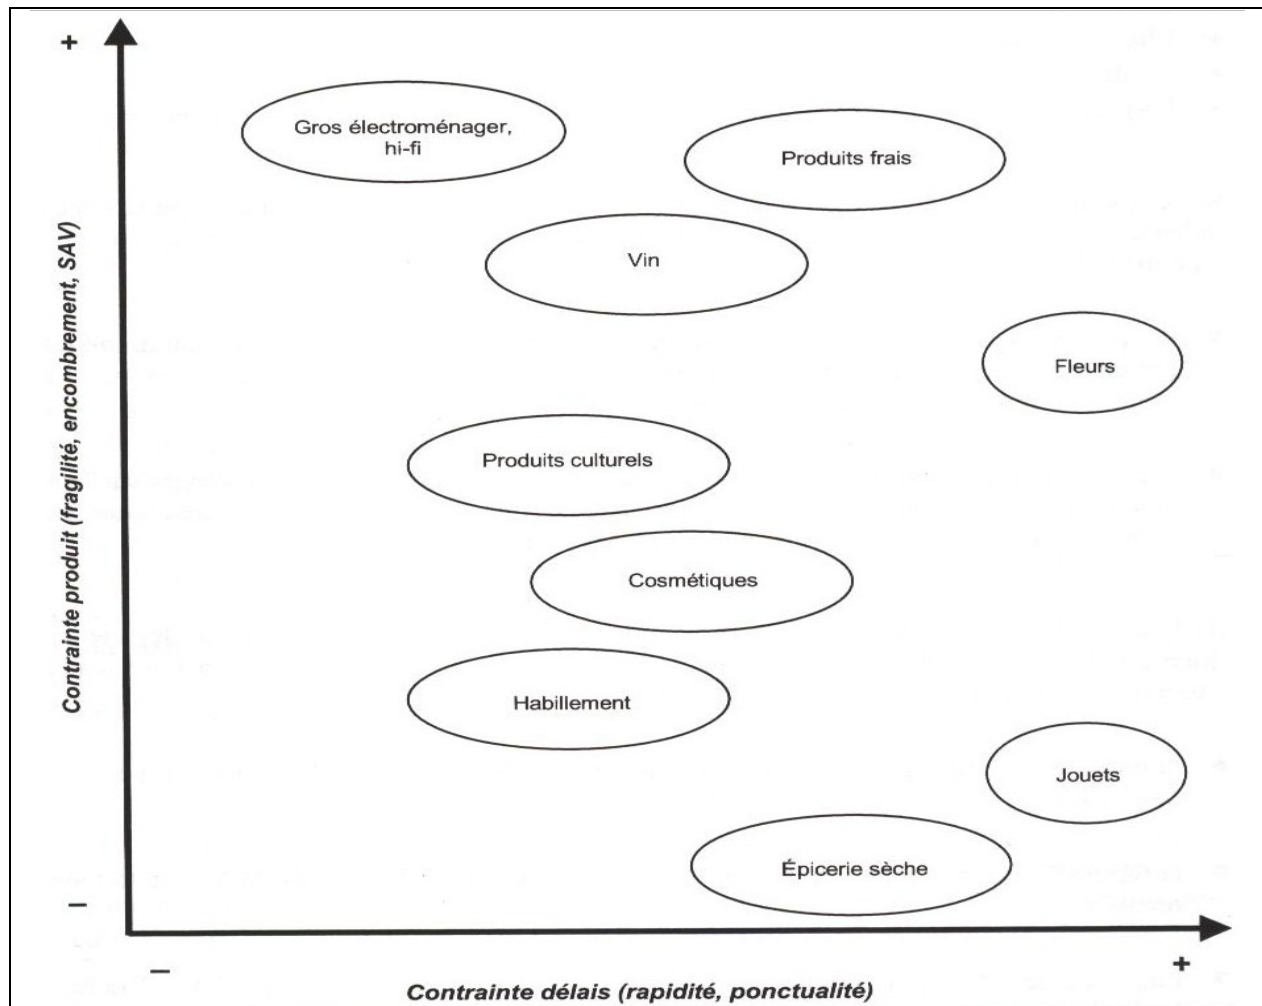 +
Gros électroménager,
hi-fi
Produits frais
Vin
Fleurs
Produits culturels
Cosmétiques
Habillement
Jouets
Épicerie sèche
Contrainte produit (fragilité, encombrement, SAV)
–
–
+
Contrainte délais (rapidité, ponctualité)